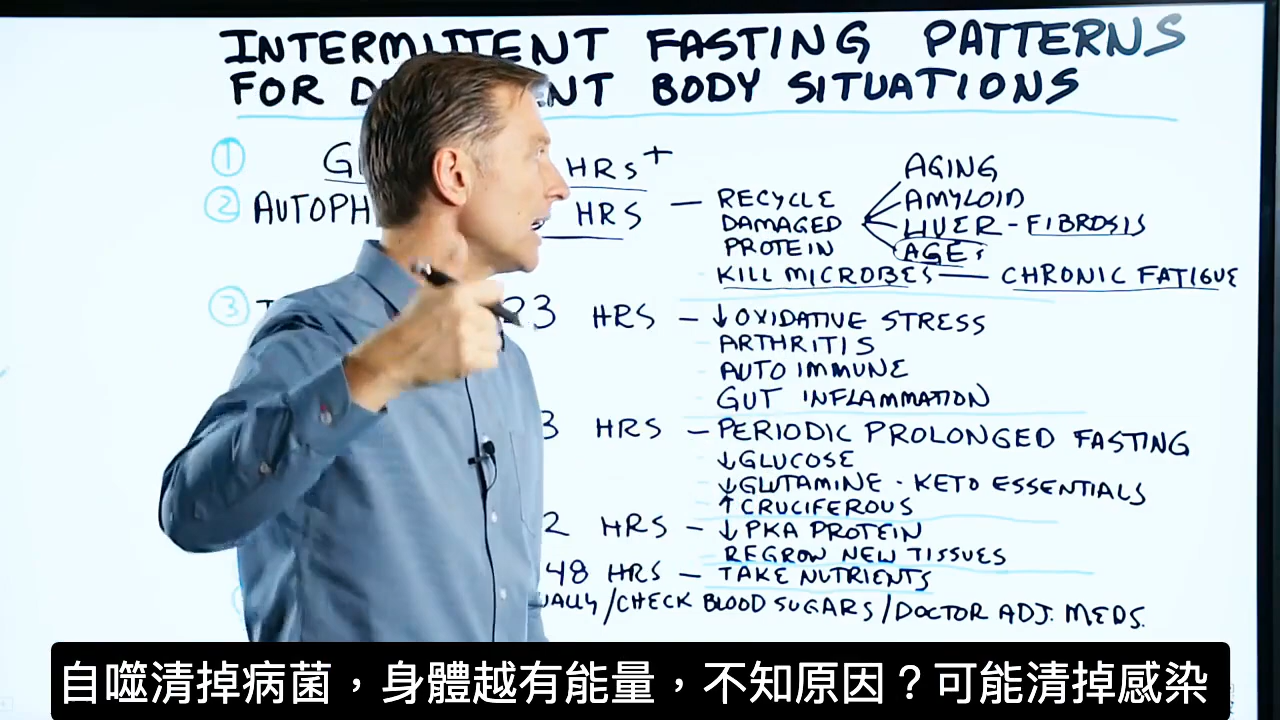 INTERMITTENT FASTING PATTERNS
FOR D NT BODY SITUATIONS
① G HRS+
② AUTOPH HRS — RECYCLE DAMAGED PROTEIN
AGING
AMYLOID
LIVER - FIBROSIS
AGEs
KILL MICROBES — CHRONIC FATIGUE
③ 23 HRS — ↓ OXIDATIVE STRESS
ARTHRITIS
AUTO IMMUNE
GUT INFLAMMATION
3 HRS — PERIODIC PROLONGED FASTING
↓ GLUCOSE
↓ GLUTAMINE · KETO ESSENTIALS
↑ CRUCIFEROUS
2 HRS — ↓ PKA PROTEIN
REGROW NEW TISSUES
48 HRS — TAKE NUTRIENTS
UALLY / CHECK BLOOD SUGARS / DOCTOR ADJ. MEDS.
自噬清掉病菌，身體越有能量，不知原因？可能清掉感染